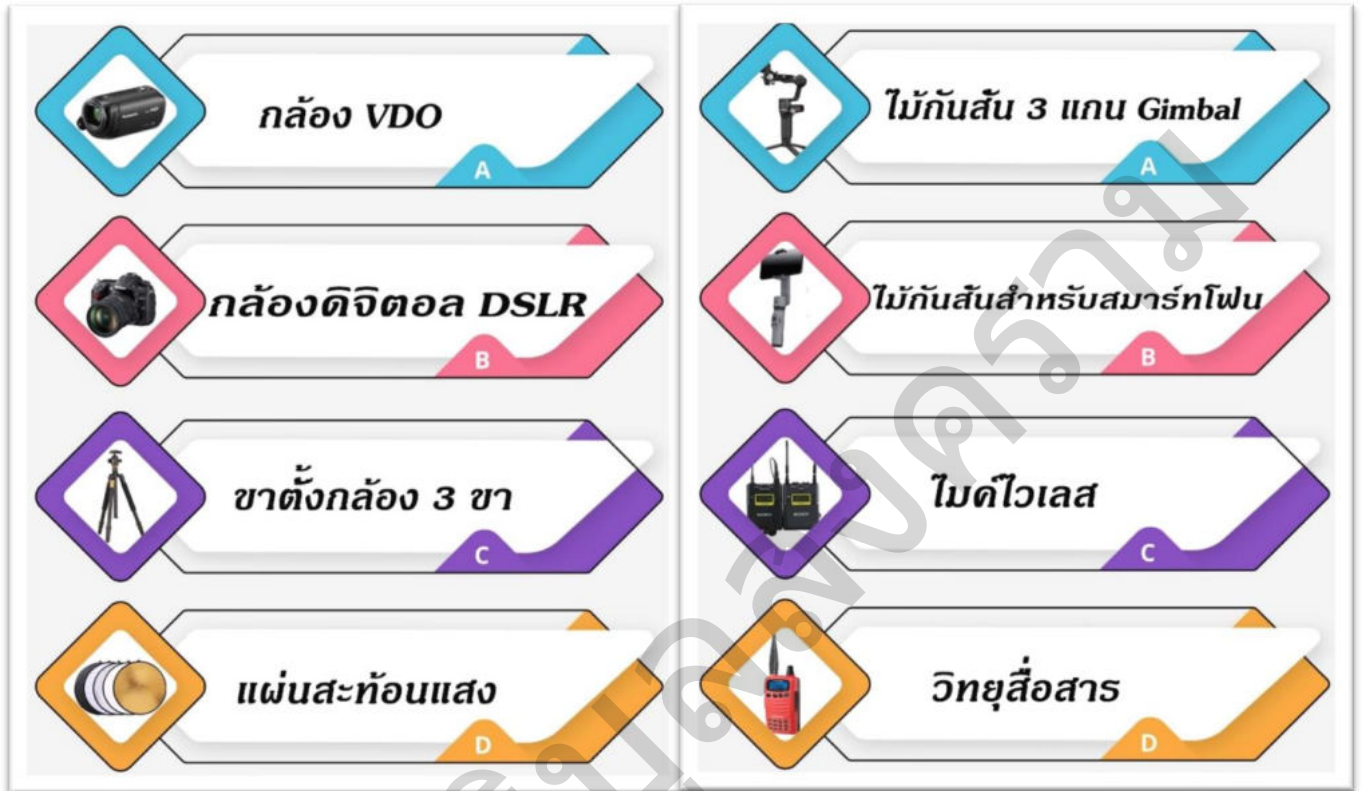 กล้อง VDO
A
กล้องดิจิตอล DSLR
B
ขาตั้งกล้อง 3 ขา
C
แผ่นสะท้อนแสง
D
ไม้กันสั่น 3 แกน Gimbal
A
ไม้กันสั่นสำหรับสมาร์ทโฟน
B
ไมค์ไวเลส
C
วิทยุสื่อสาร
D